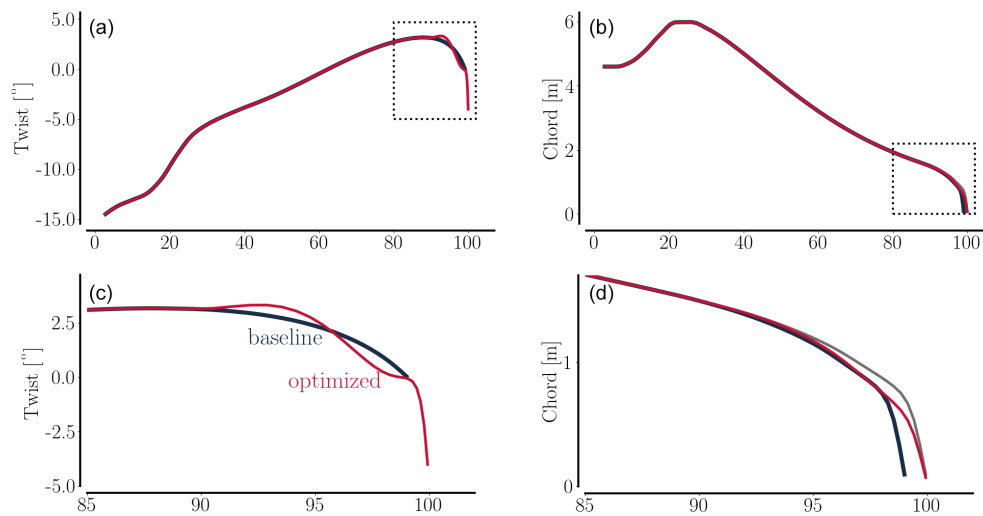 (a)
Twist [°]
5.0
0.0
-5.0
-10.0
-15.0
0 20 40 60 80 100
(b)
Chord [m]
6
4
2
0
0 20 40 60 80 100
(c)
Twist [°]
2.5
0.0
-2.5
-5.0
baseline
optimized
85 90 95 100
(d)
Chord [m]
1
0
85 90 95 100